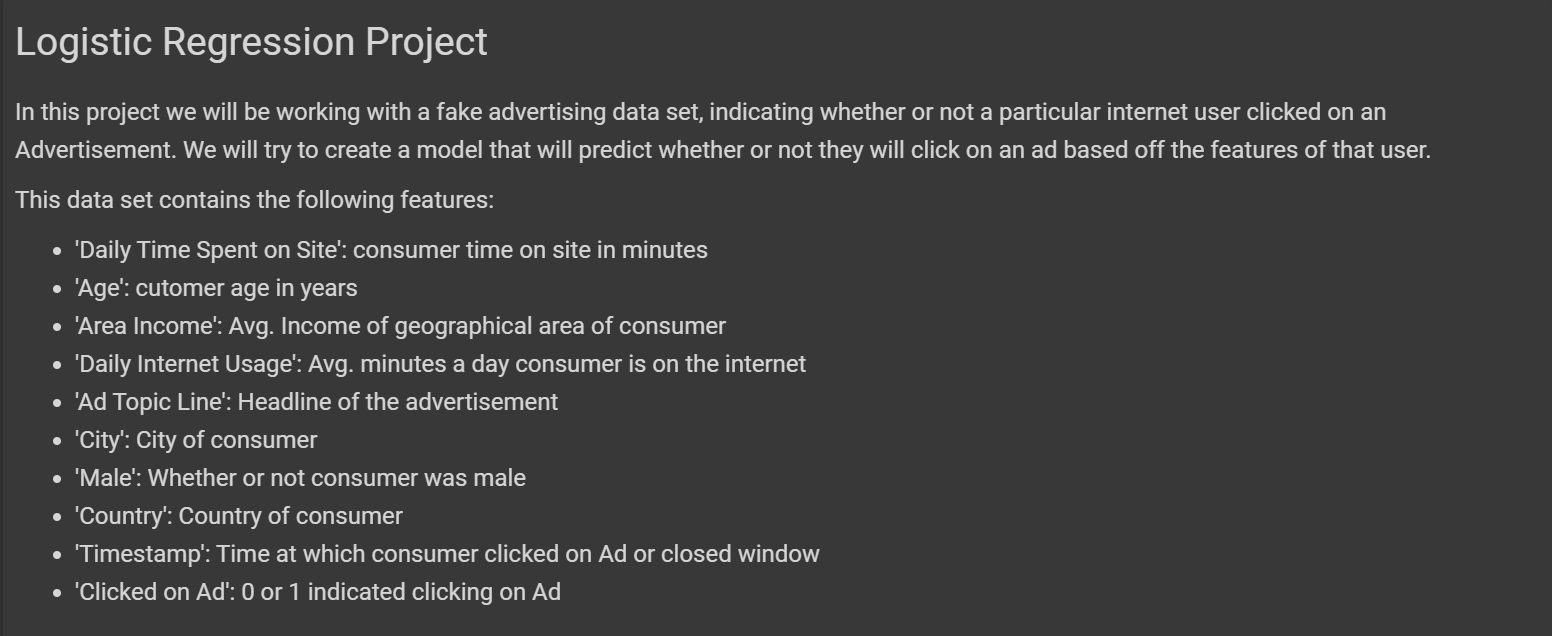 Logistic Regression Project
In this project we will be working with a fake advertising data set, indicating whether or not a particular internet user clicked on an
Advertisement. We will try to create a model that will predict whether or not they will click on an ad based off the features of that user.
This data set contains the following features:
• 'Daily Time Spent on Site': consumer time on site in minutes
• 'Age': cutomer age in years
• 'Area Income': Avg. Income of geographical area of consumer
• 'Daily Internet Usage': Avg. minutes a day consumer is on the internet
• 'Ad Topic Line': Headline of the advertisement
• 'City': City of consumer
• 'Male': Whether or not consumer was male
• 'Country': Country of consumer
• 'Timestamp': Time at which consumer clicked on Ad or closed window
• 'Clicked on Ad': 0 or 1 indicated clicking on Ad